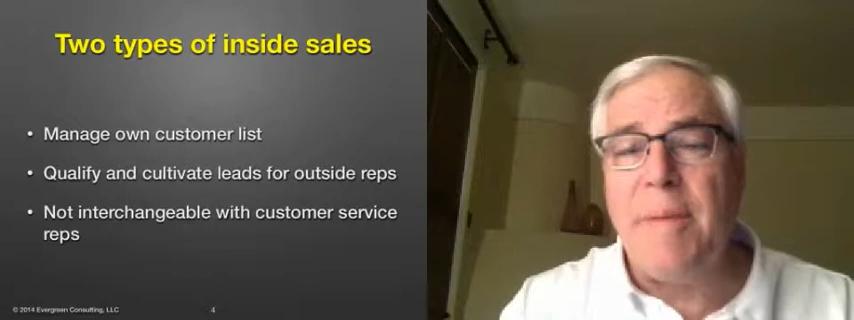 Two types of inside sales
• Manage own customer list
• Qualify and cultivate leads for outside reps
• Not interchangeable with customer service
reps
© 2014 Evergreen Consulting, LLC
4